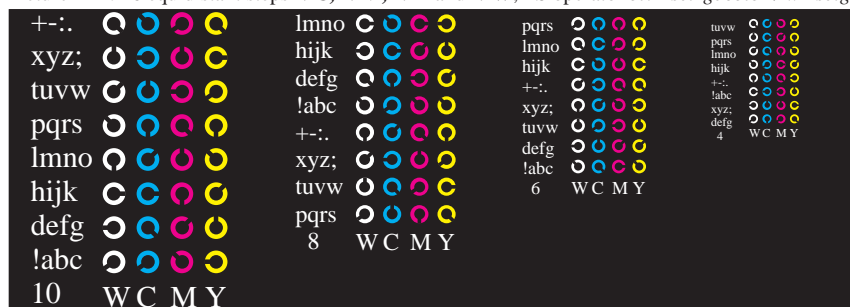 +-:.
xyz;
tuvw
pqrs
lmno
hijk
defg
!abc
10 W C M Y
lmno
hijk
defg
!abc
+-:.
xyz;
tuvw
pqrs
8 W C M Y
pqrs
lmno
hijk
+-:.
xyz;
tuvw
defg
!abc
6 W C M Y
tuvw
pqrs
lmno
hijk
+-:.
!abc
xyz;
defg
4 W C M Y